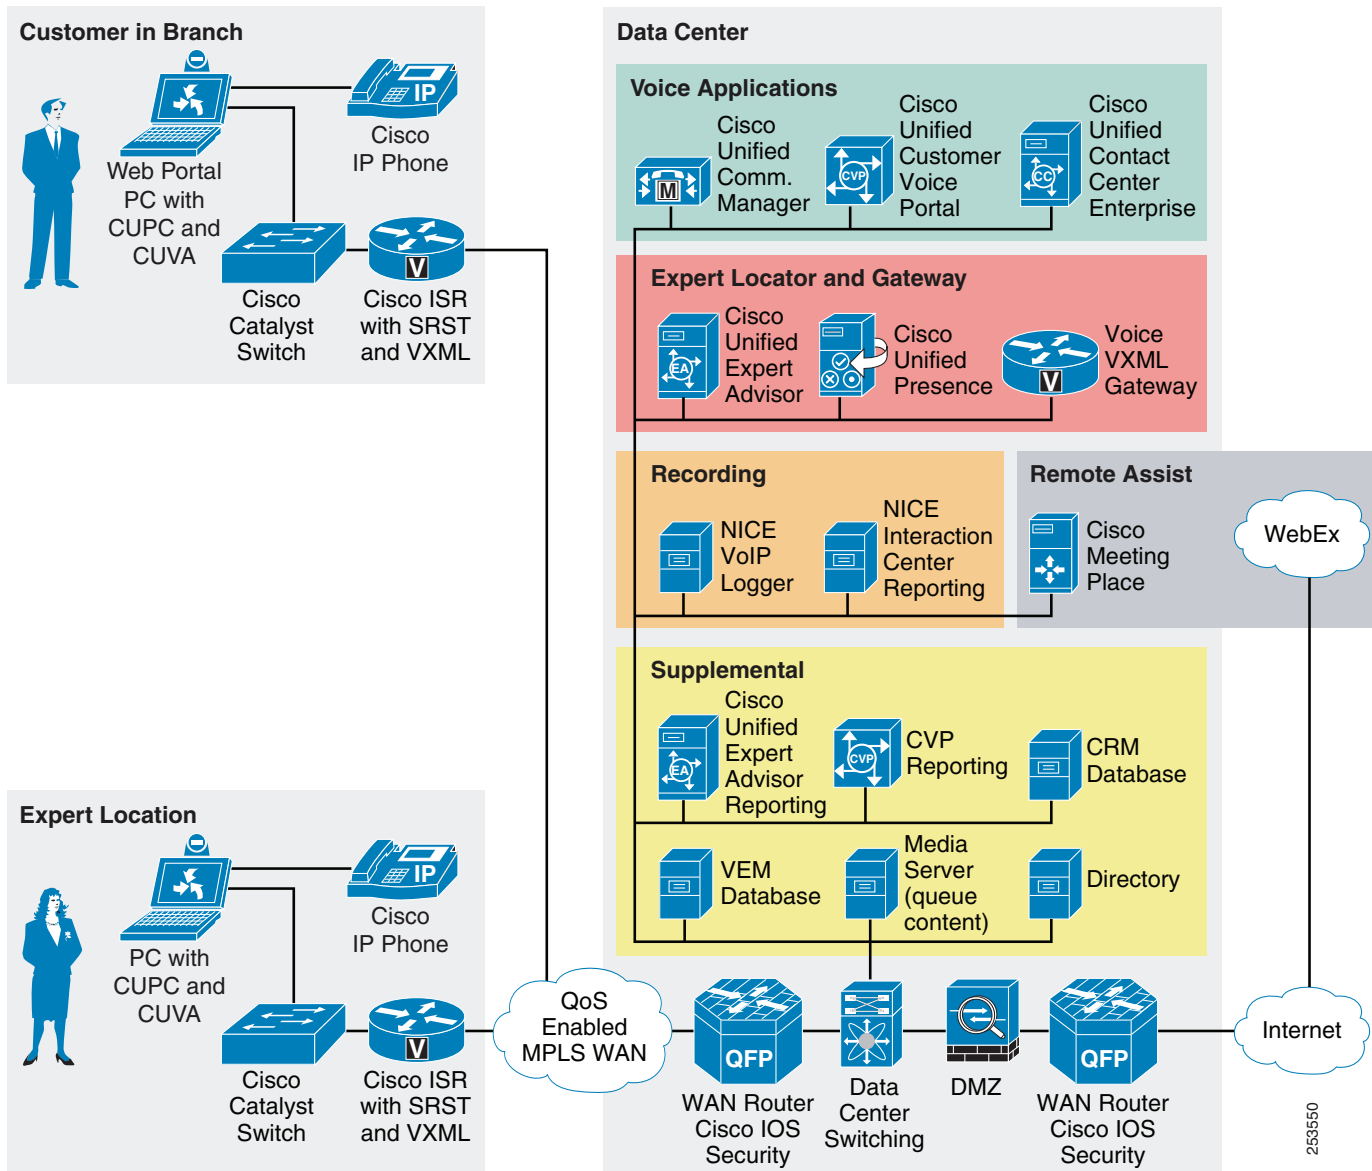 Customer in Branch
IP
Cisco
IP Phone
Web Portal
PC with
CUPC and
CUVA
V
Cisco
Catalyst
Switch
Cisco ISR
with SRST
and VXML
Expert Location
IP
Cisco
IP Phone
PC with
CUPC and
CUVA
V
Cisco
Catalyst
Switch
Cisco ISR
with SRST
and VXML
QoS
Enabled
MPLS WAN
Data Center
Voice Applications
M
Cisco
Unified
Comm.
Manager
CVP
Cisco
Unified
Customer
Voice
Portal
CC
Cisco
Unified
Contact
Center
Enterprise
Expert Locator and Gateway
EA
Cisco
Unified
Expert
Advisor
Cisco
Unified
Presence
V
Voice
VXML
Gateway
Recording
NICE
VoIP
Logger
NICE
Interaction
Center
Reporting
Remote Assist
Cisco
Meeting
Place
WebEx
Supplemental
EA
Cisco
Unified
Expert
Advisor
Reporting
CVP
CVP
Reporting
CRM
Database
VEM
Database
Media
Server
(queue
content)
Directory
QFP
WAN Router
Cisco IOS
Security
Data
Center
Switching
DMZ
QFP
WAN Router
Cisco IOS
Security
Internet
253550